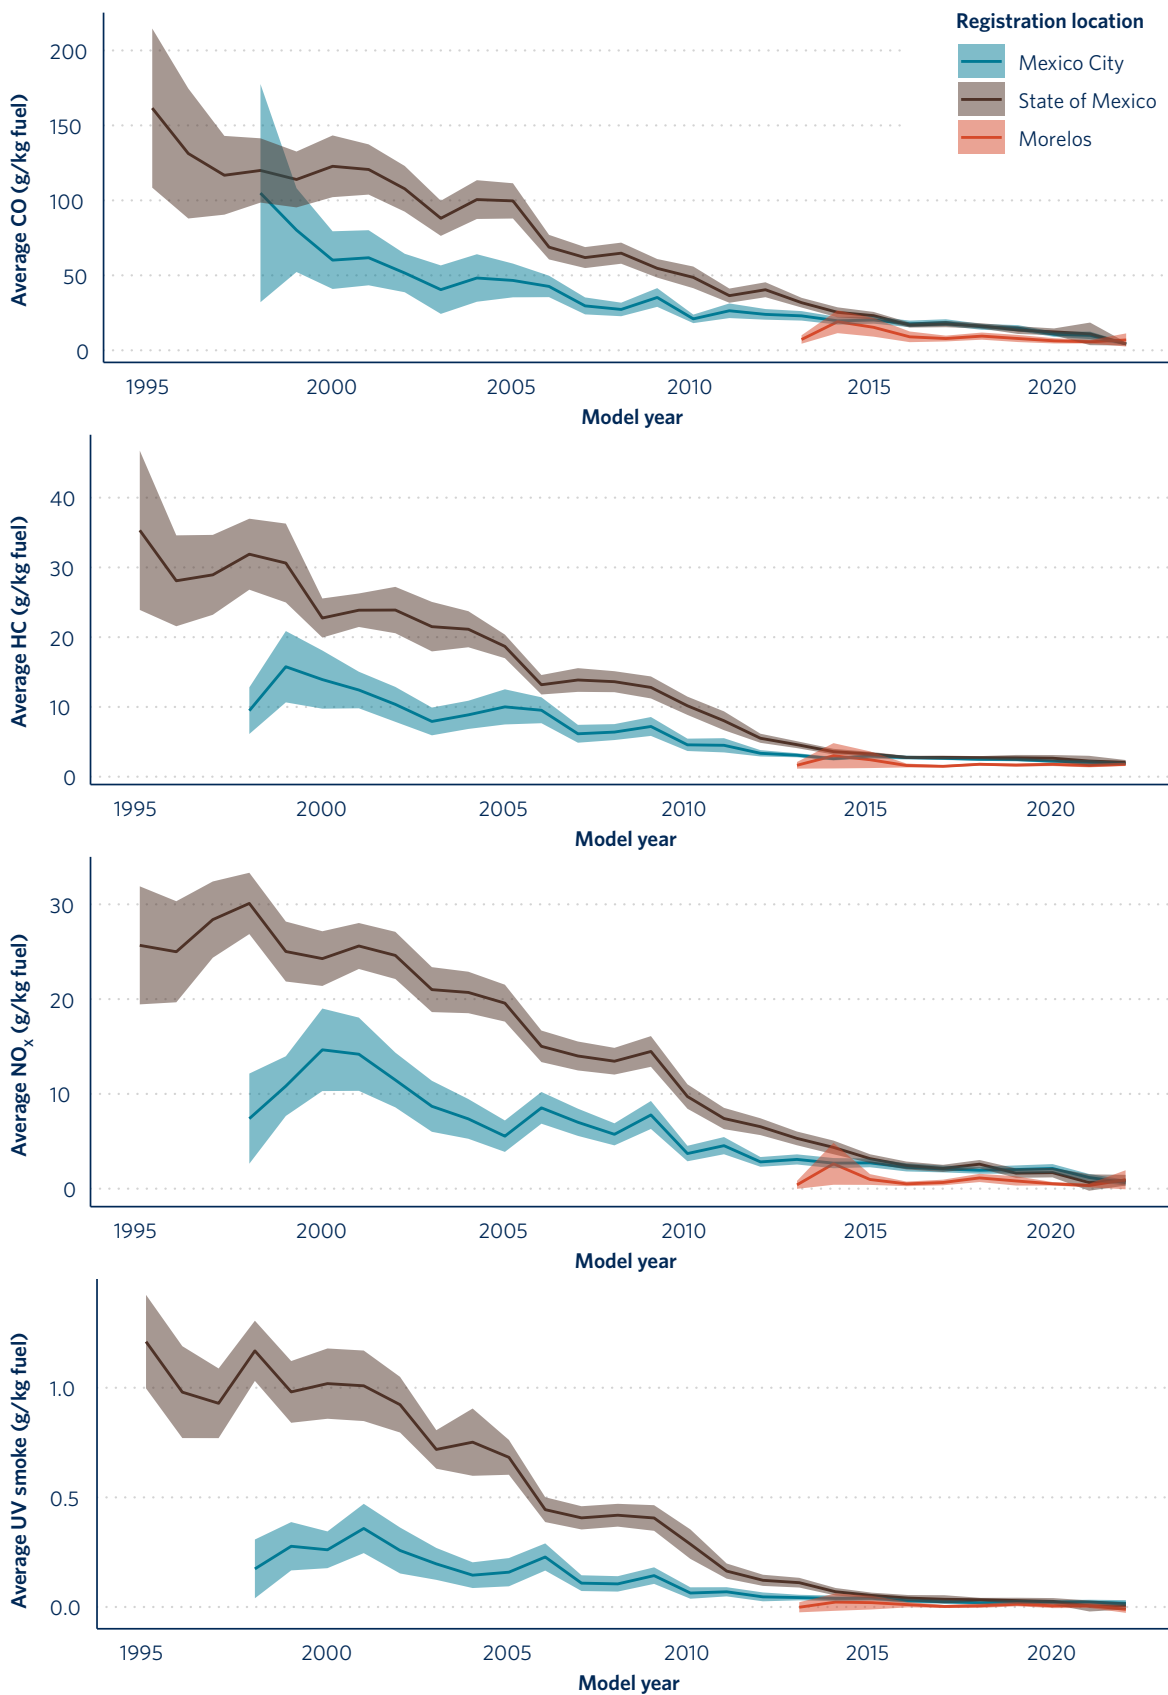 Registration location
Mexico City
State of Mexico
Morelos
Average CO (g/kg fuel)
200
150
100
50
0
1995 2000 2005 2010 2015 2020
Model year
Average HC (g/kg fuel)
40
30
20
10
0
1995 2000 2005 2010 2015 2020
Model year
Average NOx (g/kg fuel)
30
20
10
0
1995 2000 2005 2010 2015 2020
Model year
Average UV smoke (g/kg fuel)
1.0
0.5
0.0
1995 2000 2005 2010 2015 2020
Model year